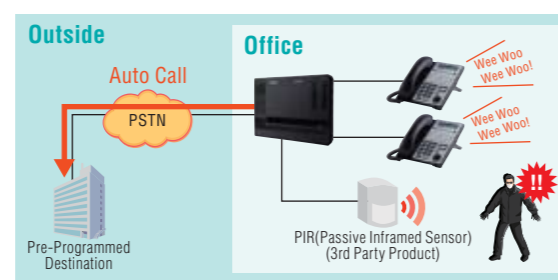 Outside
Office
Auto Call
PSTN
Wee Woo
Wee Woo!
Wee Woo
Wee Woo!
!!
PIR(Passive Inframed Sensor)
(3rd Party Product)
Pre-Programmed
Destination